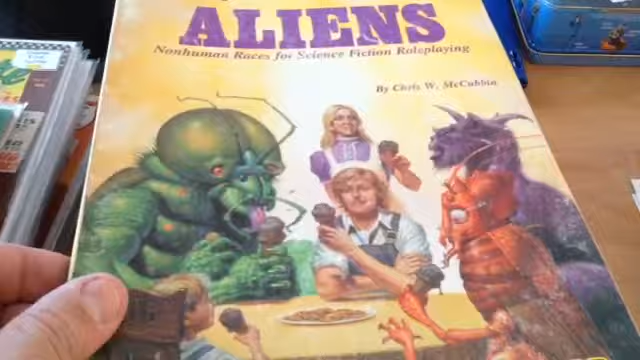 ALIENS
Nonhuman Races for Science Fiction Roleplaying
By Chris W. McCubbin